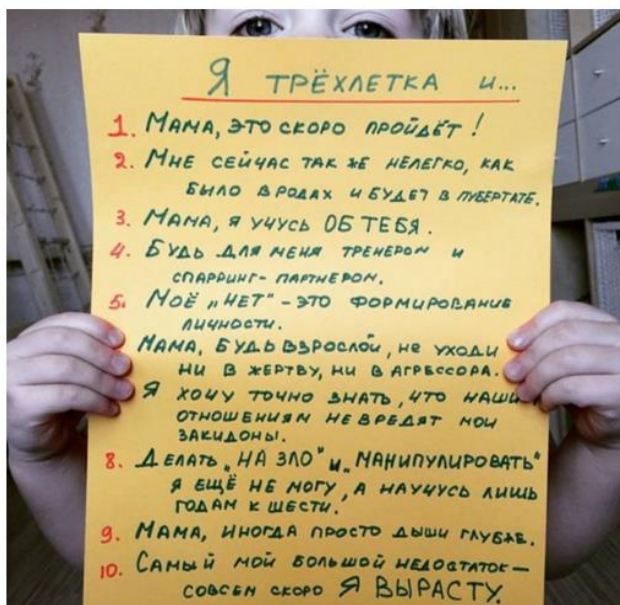 Я ТРЁХЛЕТКА И...
1. МАМА, ЭТО СКОРО ПРОЙДЁТ!
2. МНЕ СЕЙЧАС ТАК ЖЕ НЕЛЕГКО, КАК
БЫЛО В РОДАХ И БУДЕТ В ПУБЕРТАТЕ.
3. МАМА, Я УЧУСЬ ОБ ТЕБЯ.
4. БУДЬ ДЛЯ МЕНЯ ТРЕНЕРОМ И
СПАРРИНГ-ПАРТНЕРОМ.
5. МОЁ „НЕТ" - ЭТО ФОРМИРОВАНИЕ
ЛИЧНОСТИ.
МАМА, БУДЬ ВЗРОСЛОЙ, НЕ УХОДИ
НИ В ЖЕРТВУ, НИ В АГРЕССОРА.
Я ХОЧУ ТОЧНО ЗНАТЬ, ЧТО НАШИМ
ОТНОШЕНИЯМ НЕ ВРЕДЯТ МОИ
ЗАКИДОНЫ.
8. ДЕЛАТЬ „НА ЗЛО" И „МАНИПУЛИРОВАТЬ"
Я ЕЩЁ НЕ МОГУ, А НАУЧУСЬ ЛИШЬ
ГОДАМ К ШЕСТИ.
9. МАМА, ИНОГДА ПРОСТО ДЫШИ ГЛУБЖЕ.
10. САМЫЙ МОЙ БОЛЬШОЙ НЕДОСТАТОК —
СОВСЕМ СКОРО Я ВЫРАСТУ.